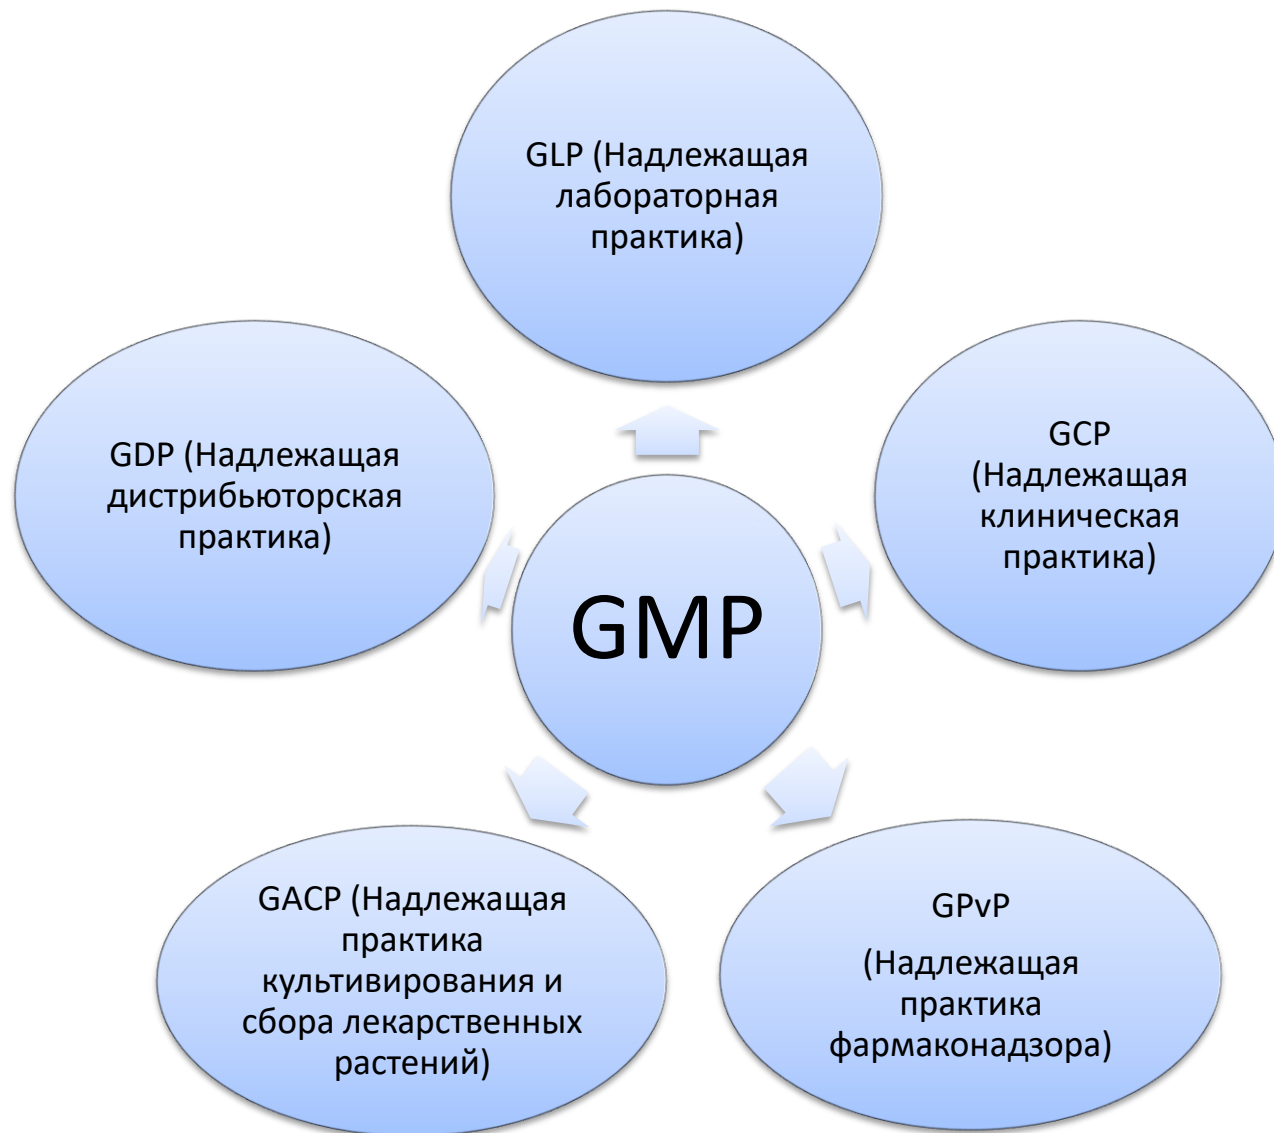 GLP (Надлежащая
лабораторная
практика)
GDP (Надлежащая
дистрибьюторская
практика)
GCP
(Надлежащая
клиническая
практика)
GMP
GACP (Надлежащая
практика
культивирования и
сбора лекарственных
растений)
GPvP
(Надлежащая
практика
фармаконадзора)